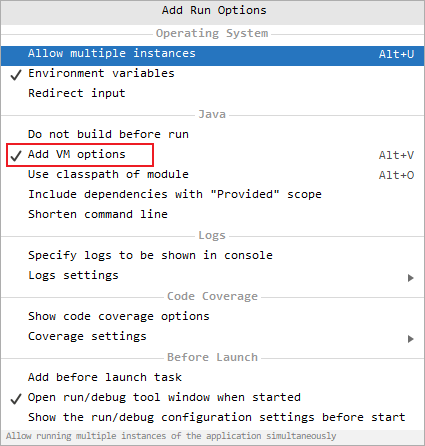 Add Run Options
Operating System
Allow multiple instances Alt+U
Environment variables
Redirect input
Java
Do not build before run
Add VM options Alt+V
Use classpath of module Alt+O
Include dependencies with "Provided" scope
Shorten command line
Logs
Specify logs to be shown in console
Logs settings
Code Coverage
Show code coverage options
Coverage settings
Before Launch
Add before launch task
Open run/debug tool window when started
Show the run/debug configuration settings before start
Allow running multiple instances of the application simultaneously